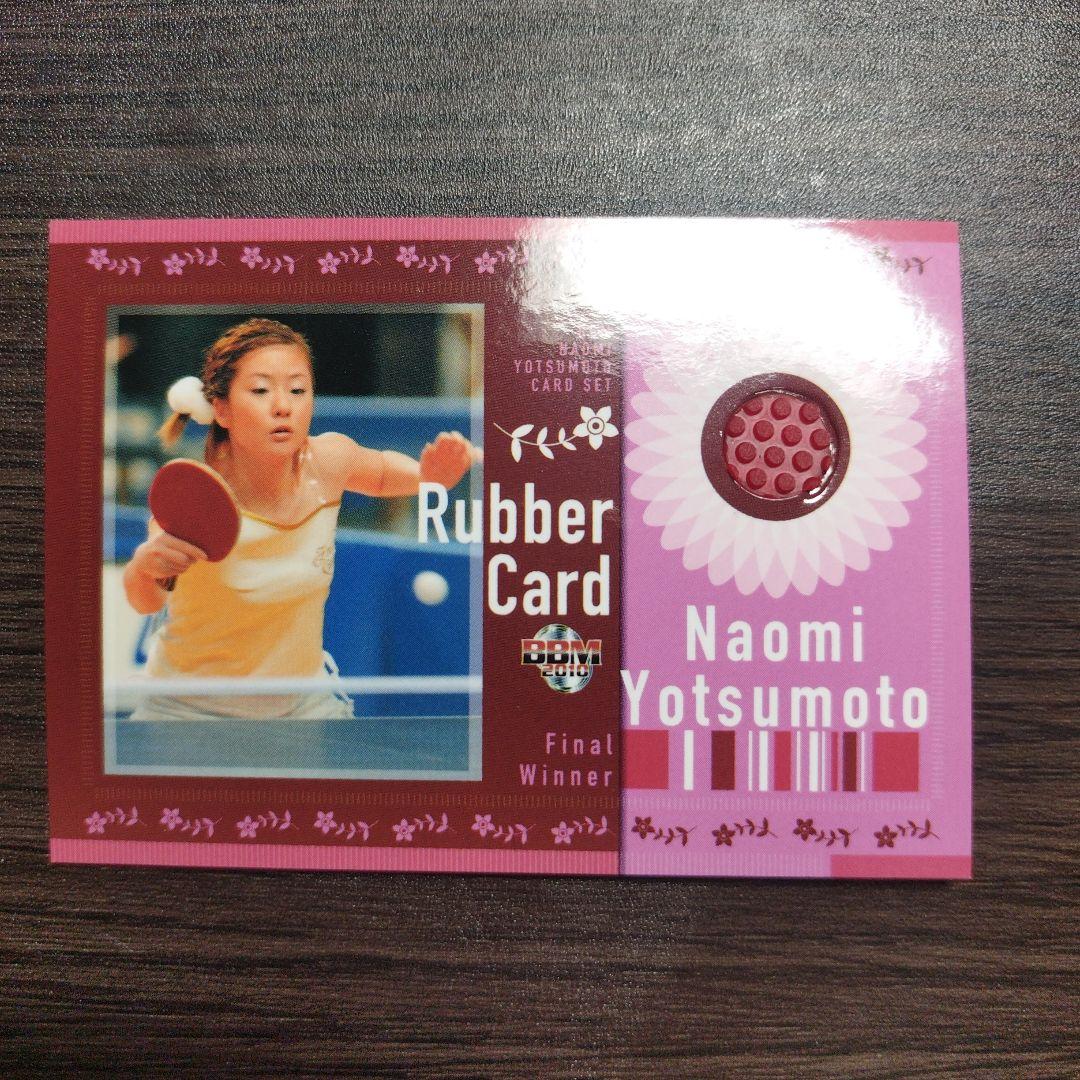 NAOMI
YOTSUMOTO
CARD SET
Rubber
Card
BBM
2010
Final
Winner
Naomi
Yotsumoto